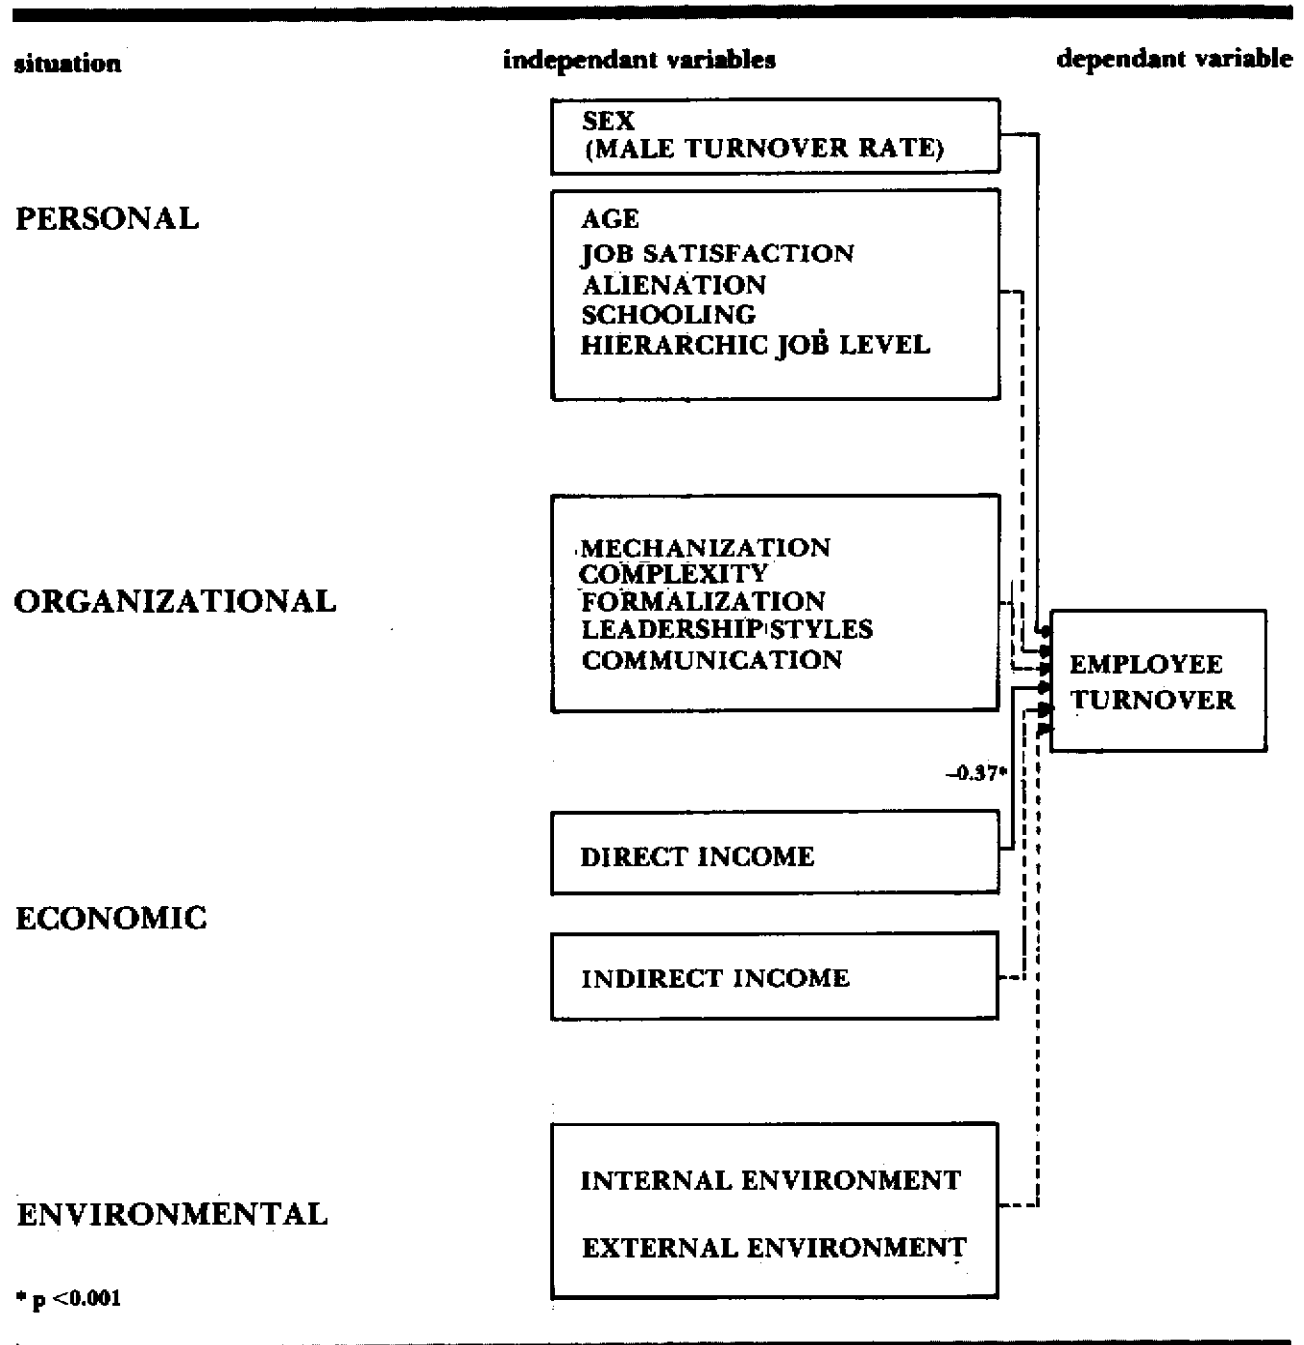 situation
independant variables
dependant variable
SEX
(MALE TURNOVER RATE)
PERSONAL
AGE
JOB SATISFACTION
ALIENATION
SCHOOLING
HIERARCHIC JOB LEVEL
ORGANIZATIONAL
MECHANIZATION
COMPLEXITY
FORMALIZATION
LEADERSHIP STYLES
COMMUNICATION
EMPLOYEE
TURNOVER
-0.37*
DIRECT INCOME
ECONOMIC
INDIRECT INCOME
ENVIRONMENTAL
INTERNAL ENVIRONMENT
EXTERNAL ENVIRONMENT
* p <0.001